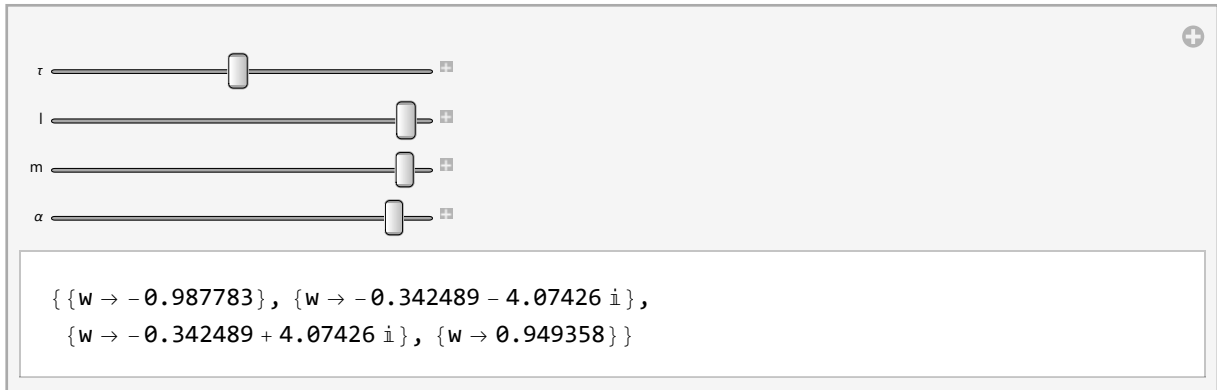 τ
l
m
α
{{w → -0.987783}, {w → -0.342489 - 4.07426 ⅈ},
{w → -0.342489 + 4.07426 ⅈ}, {w → 0.949358}}